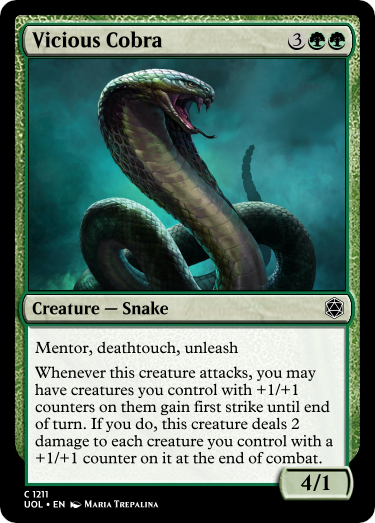 Vicious Cobra 3
Creature — Snake
Mentor, deathtouch, unleash
Whenever this creature attacks, you may
have creatures you control with +1/+1
counters on them gain first strike until end
of turn. If you do, this creature deals 2
damage to each creature you control with a
+1/+1 counter on it at the end of combat.
4/1
C 1211
UOL • EN Maria Trepalina